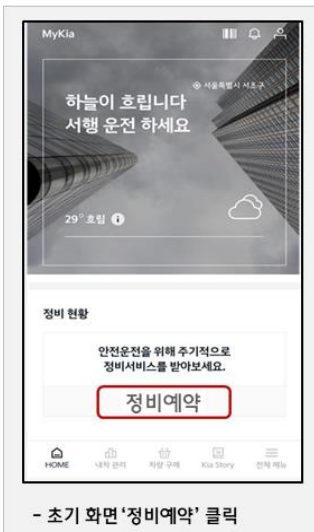 MyKia
서울특별시 서초구
하늘이 흐립니다
서행 운전 하세요
29° 흐림
정비 현황
안전운전을 위해 주기적으로
정비서비스를 받아보세요.
정비예약
HOME 내차 관리 차량 구매 Kia Story 전체 메뉴
- 초기 화면 ‘정비예약’ 클릭